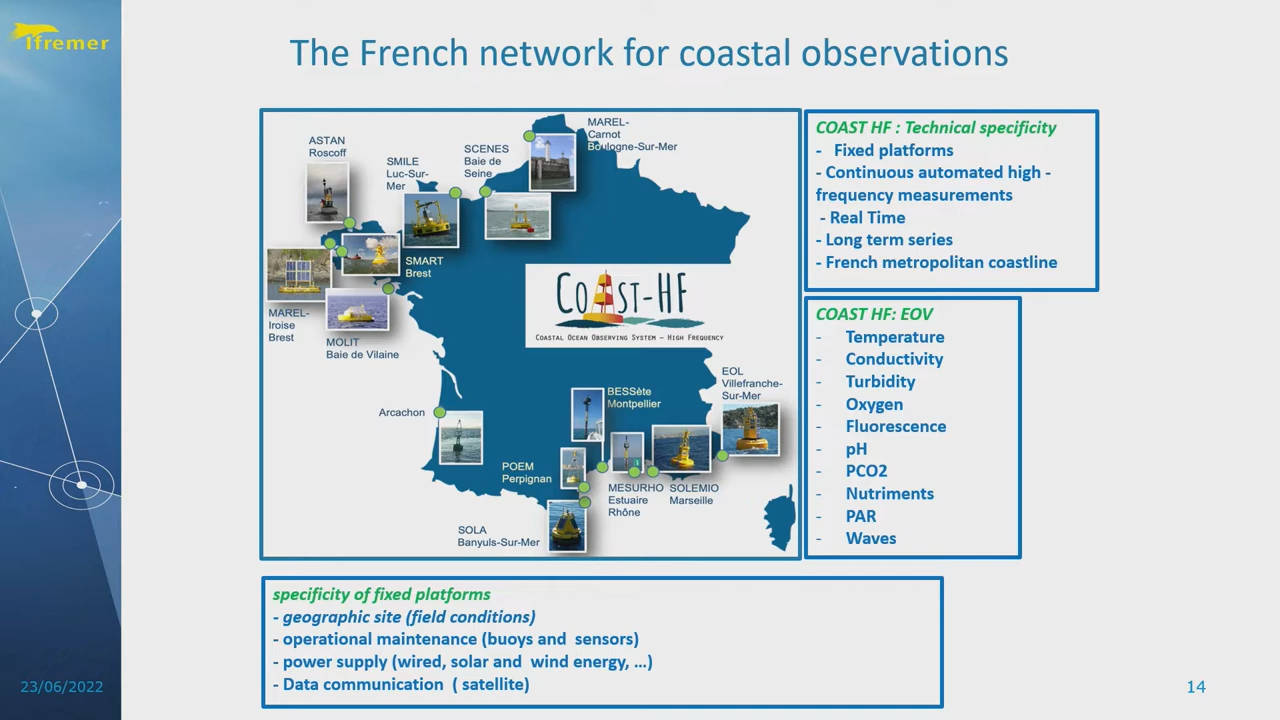 ifremer
The French network for coastal observations
ASTAN
Roscoff
SMILE
Luc-Sur-
Mer
SCENES
Baie de
Seine
MAREL-
Carnot
Boulogne-Sur-Mer
SMART
Brest
MAREL-
Iroise
Brest
MOLIT
Baie de Vilaine
COAST-HF
COASTAL OCEAN OBSERVING SYSTEM – HIGH FREQUENCY
Arcachon
BESSète
Montpellier
EOL
Villefranche-
Sur-Mer
POEM
Perpignan
MESURHO
Estuaire
Rhône
SOLEMIO
Marseille
SOLA
Banyuls-Sur-Mer
COAST HF : Technical specificity
- Fixed platforms
- Continuous automated high -
frequency measurements
- Real Time
- Long term series
- French metropolitan coastline
COAST HF: EOV
- Temperature
- Conductivity
- Turbidity
- Oxygen
- Fluorescence
- pH
- PCO2
- Nutriments
- PAR
- Waves
specificity of fixed platforms
- geographic site (field conditions)
- operational maintenance (buoys and sensors)
- power supply (wired, solar and wind energy, ...)
- Data communication ( satellite)
23/06/2022
14